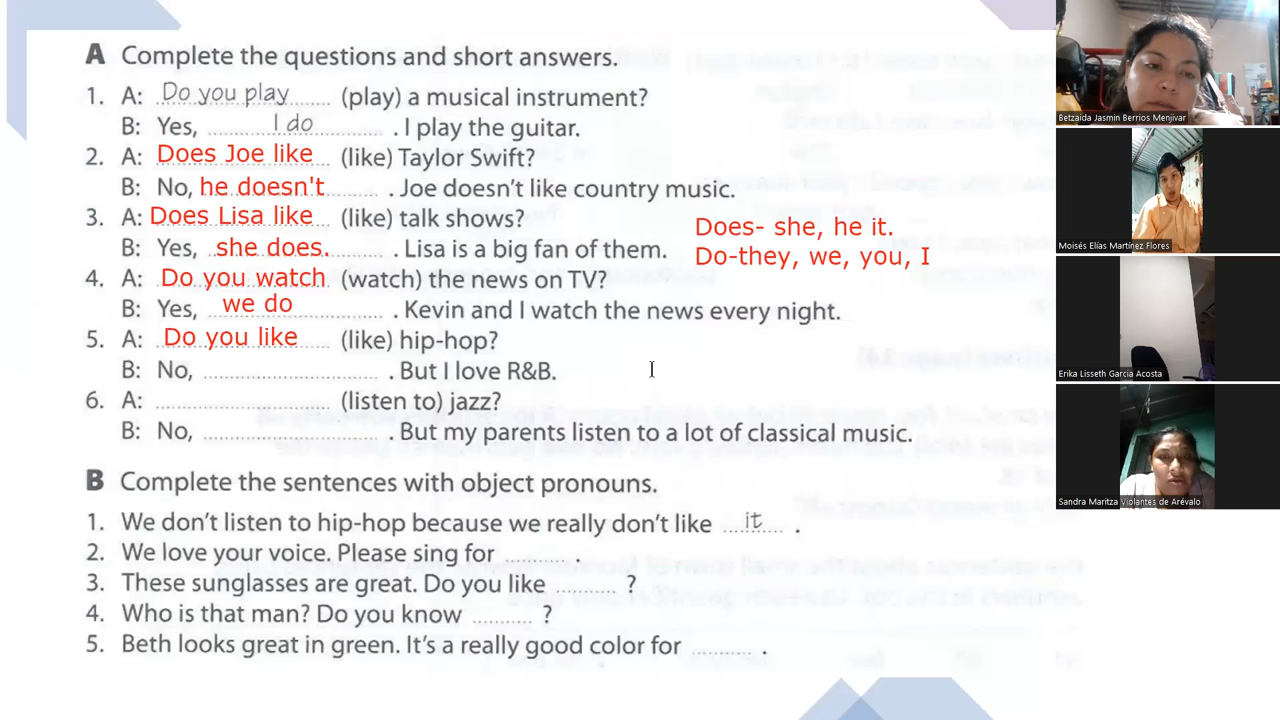 A Complete the questions and short answers.
1. A: Do you play (play) a musical instrument?
B: Yes, I do . I play the guitar.
2. A: Does Joe like (like) Taylor Swift?
B: No, he doesn't . Joe doesn't like country music.
3. A: Does Lisa like (like) talk shows?
B: Yes, she does. . Lisa is a big fan of them.
Does- she, he it.
Do-they, we, you, I
4. A: Do you watch (watch) the news on TV?
B: Yes, we do . Kevin and I watch the news every night.
5. A: Do you like (like) hip-hop?
B: No, . But I love R&B.
6. A: (listen to) jazz?
B: No, . But my parents listen to a lot of classical music.
B Complete the sentences with object pronouns.
1. We don't listen to hip-hop because we really don't like it .
2. We love your voice. Please sing for .
3. These sunglasses are great. Do you like ?
4. Who is that man? Do you know ?
5. Beth looks great in green. It's a really good color for .
Betzaida Jasmin Berrios Menjivar
Moisés Elías Martínez Flores
Erika Lisseth Garcia Acosta
Sandra Maritza Violantes de Arévalo